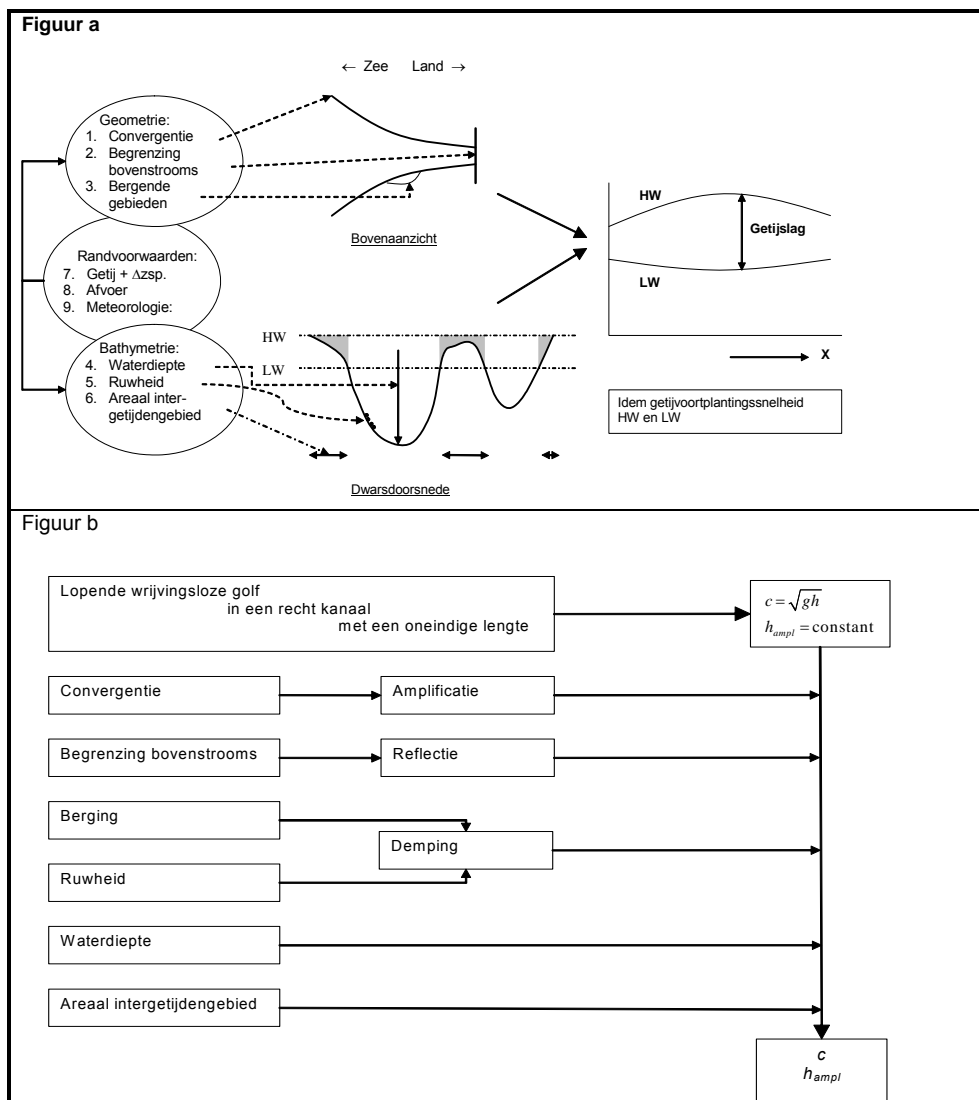 Figuur a
← Zee Land →
Geometrie:
1. Convergentie
2. Begrenzing
bovenstrooms
3. Bergende
gebieden
Bovenaanzicht
Randvoorwaarden:
7. Getij + Δzsp.
8. Afvoer
9. Meteorologie:
Bathymetrie:
4. Waterdiepte
5. Ruwheid
6. Areaal inter-
getijdengebied
HW
LW
Dwarsdoorsnede
HW
Getijslag
LW
X
Idem getijvoortplantingssnelheid
HW en LW
Figuur b
Lopende wrijvingsloze golf
in een recht kanaal
met een oneindige lengte
c = √gh
h_ampl = constant
Convergentie
Amplificatie
Begrenzing bovenstrooms
Reflectie
Berging
Demping
Ruwheid
Waterdiepte
Areaal intergetijdengebied
c
h_ampl